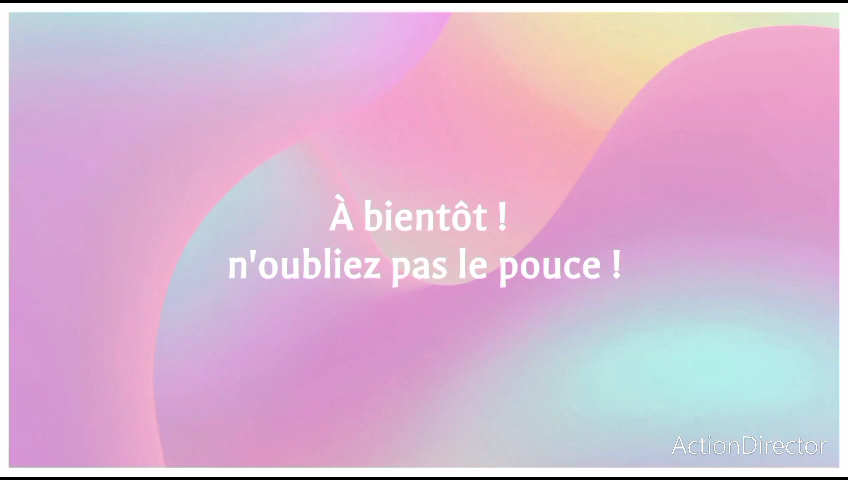 À bientôt !
n'oubliez pas le pouce !
ActionDirector